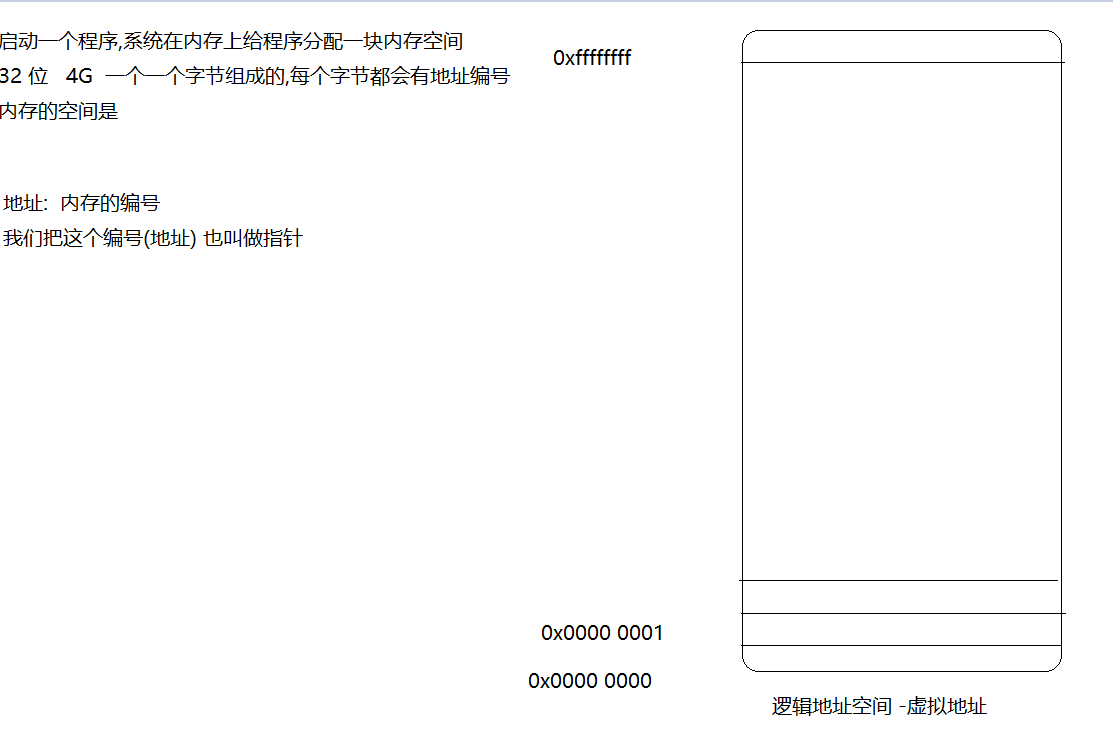 启动一个程序,系统在内存上给程序分配一块内存空间
32 位 4G 一个一个字节组成的,每个字节都会有地址编号
内存的空间是
地址: 内存的编号
我们把这个编号(地址) 也叫做指针
0xffffffff
0x0000 0001
0x0000 0000
逻辑地址空间 -虚拟地址